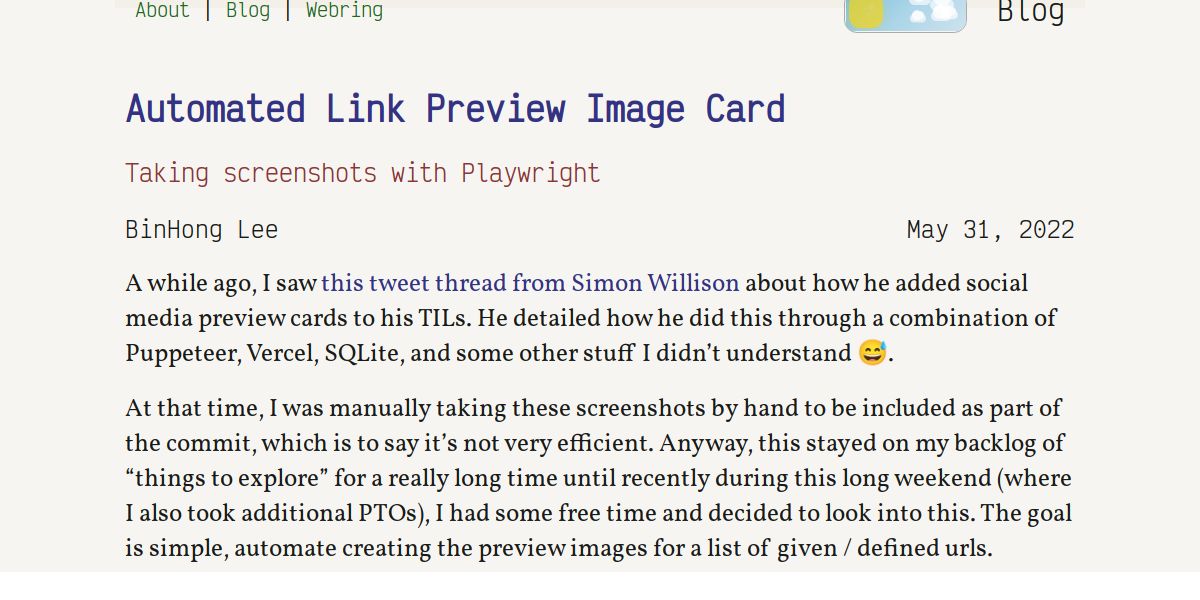 About | Blog | Webring
Blog
Automated Link Preview Image Card
Taking screenshots with Playwright
BinHong Lee
May 31, 2022
A while ago, I saw this tweet thread from Simon Willison about how he added social
media preview cards to his TILs. He detailed how he did this through a combination of
Puppeteer, Vercel, SQLite, and some other stuff I didn’t understand 😅.
At that time, I was manually taking these screenshots by hand to be included as part of
the commit, which is to say it’s not very efficient. Anyway, this stayed on my backlog of
“things to explore” for a really long time until recently during this long weekend (where
I also took additional PTOs), I had some free time and decided to look into this. The goal
is simple, automate creating the preview images for a list of given / defined urls.